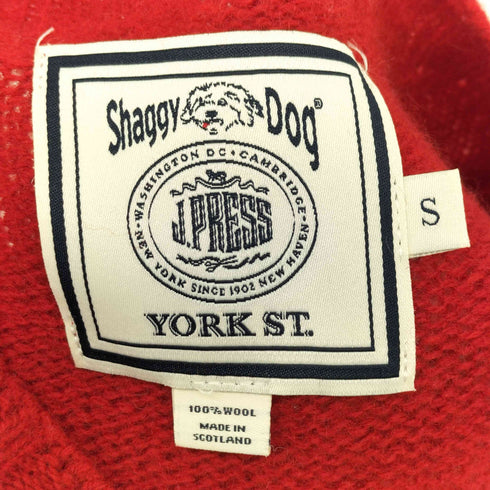 Shaggy Dog®
WASHINGTON DC • CAMBRIDGE •
J. PRESS
NEW YORK SINCE 1902 NEW HAVEN •
YORK ST.
S
100% WOOL
MADE IN
SCOTLAND